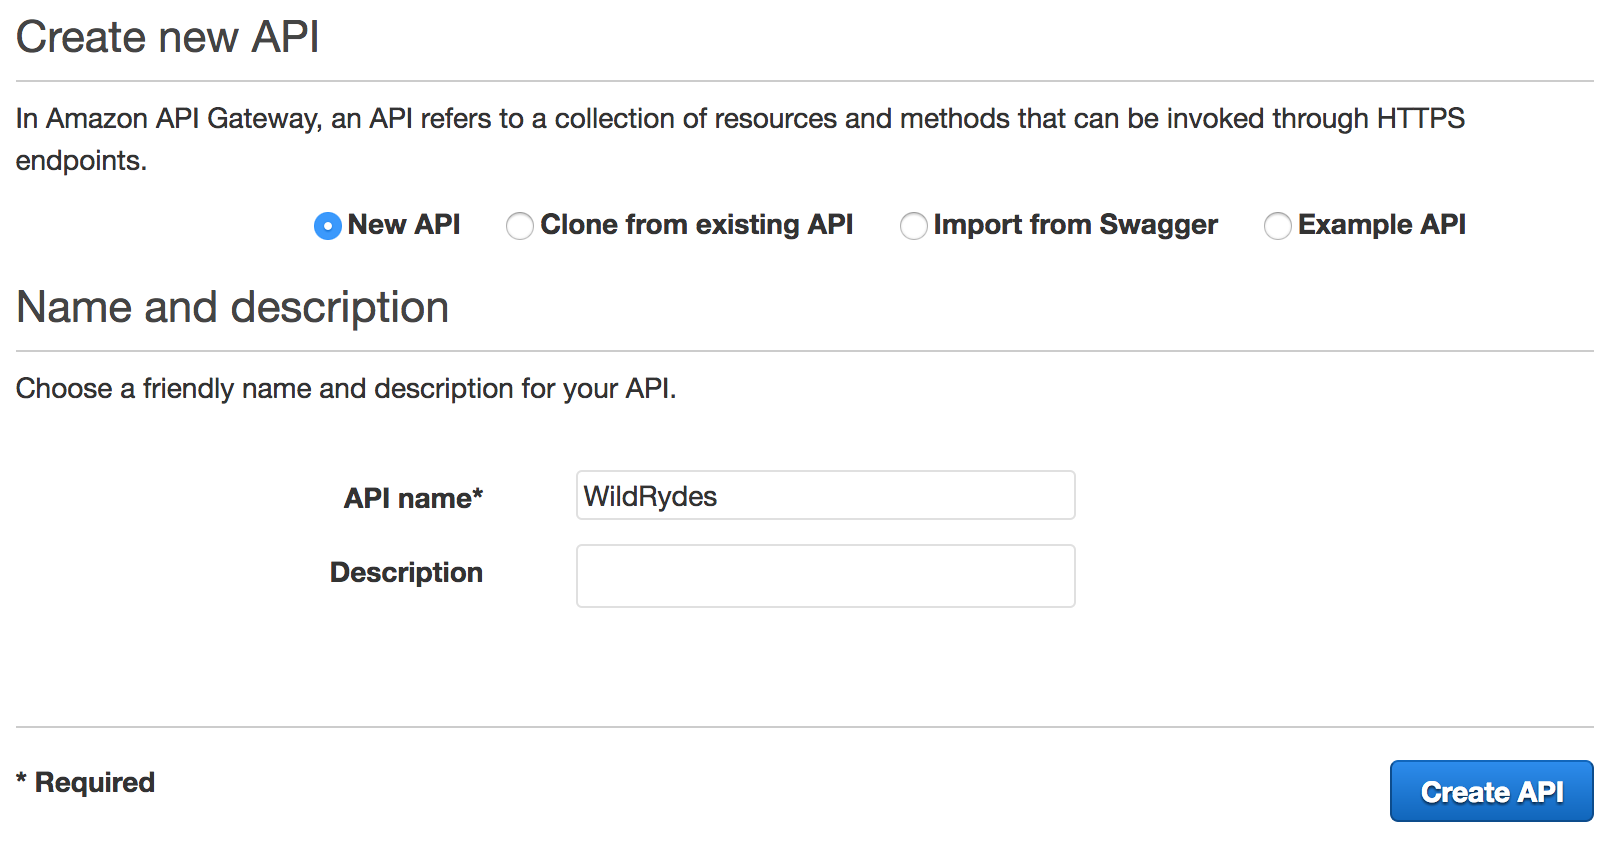 Create new API
In Amazon API Gateway, an API refers to a collection of resources and methods that can be invoked through HTTPS
endpoints.
New API Clone from existing API Import from Swagger Example API
Name and description
Choose a friendly name and description for your API.
API name* WildRydes
Description
* Required Create API